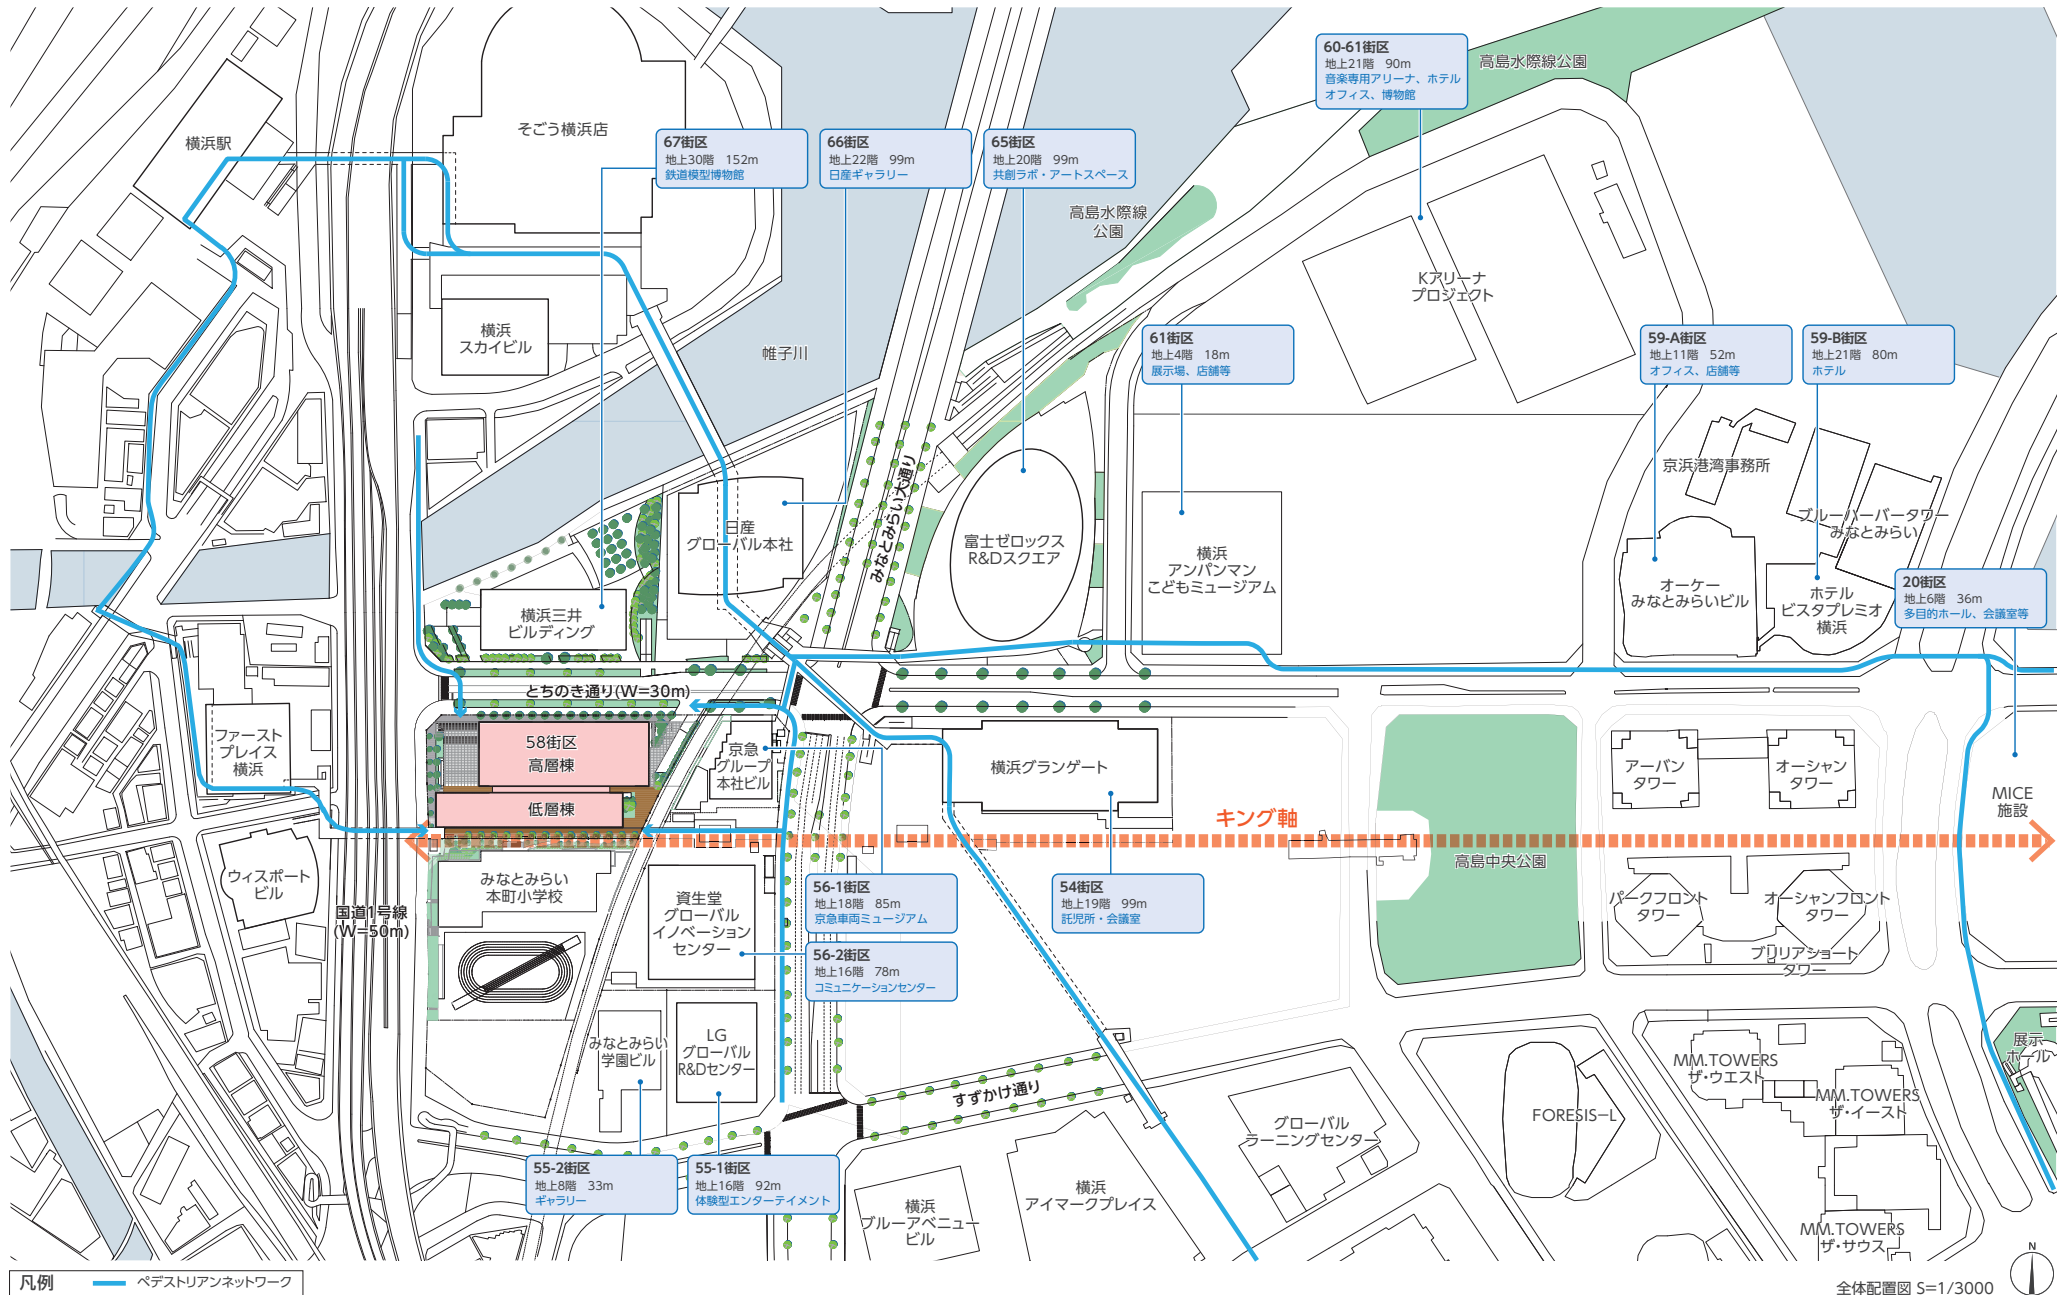 60-61街区
地上21階 90m
音楽専用アリーナ、ホテル
オフィス、博物館
高島水際線公園
横浜駅
そごう横浜店
67街区
地上30階 152m
鉄道模型博物館
66街区
地上22階 99m
日産ギャラリー
65街区
地上20階 99m
共創ラボ・アートスペース
高島水際線
公園
Kアリーナ
プロジェクト
横浜
スカイビル
帷子川
61街区
地上4階 18m
展示場、店舗等
59-A街区
地上11階 52m
オフィス、店舗等
59-B街区
地上21階 80m
ホテル
京浜港湾事務所
みなとみらい大通り
日産
グローバル本社
富士ゼロックス
R&Dスクエア
横浜
アンパンマン
こどもミュージアム
ブルーハーバータワー
みなとみらい
オーケー
みなとみらいビル
ホテル
ビスタプレミオ
横浜
20街区
地上6階 36m
多目的ホール、会議室等
横浜三井
ビルディング
とちのき通り(W=30m)
ファースト
プレイス
横浜
58街区
高層棟
低層棟
京急
グループ
本社ビル
横浜グランゲート
アーバン
タワー
オーシャン
タワー
MICE
施設
キング軸
高島中央公園
ウィスポート
ビル
国道1号線
(W=50m)
みなとみらい
本町小学校
資生堂
グローバル
イノベーション
センター
56-1街区
地上18階 85m
京急車両ミュージアム
54街区
地上19階 99m
託児所・会議室
パークフロント
タワー
オーシャンフロント
タワー
ブリリアショート
タワー
56-2街区
地上16階 78m
コミュニケーションセンター
みなとみらい
学園ビル
LG
グローバル
R&Dセンター
すずかけ通り
展示
ホール
MM.TOWERS
ザ・ウエスト
MM.TOWERS
ザ・イースト
FORESIS-L
グローバル
ラーニングセンター
55-2街区
地上8階 33m
ギャラリー
55-1街区
地上16階 92m
体験型エンターテイメント
横浜
ブルーアベニュー
ビル
横浜
アイマークプレイス
MM.TOWERS
ザ・サウス
凡例
ペデストリアンネットワーク
全体配置図 S=1/3000
N